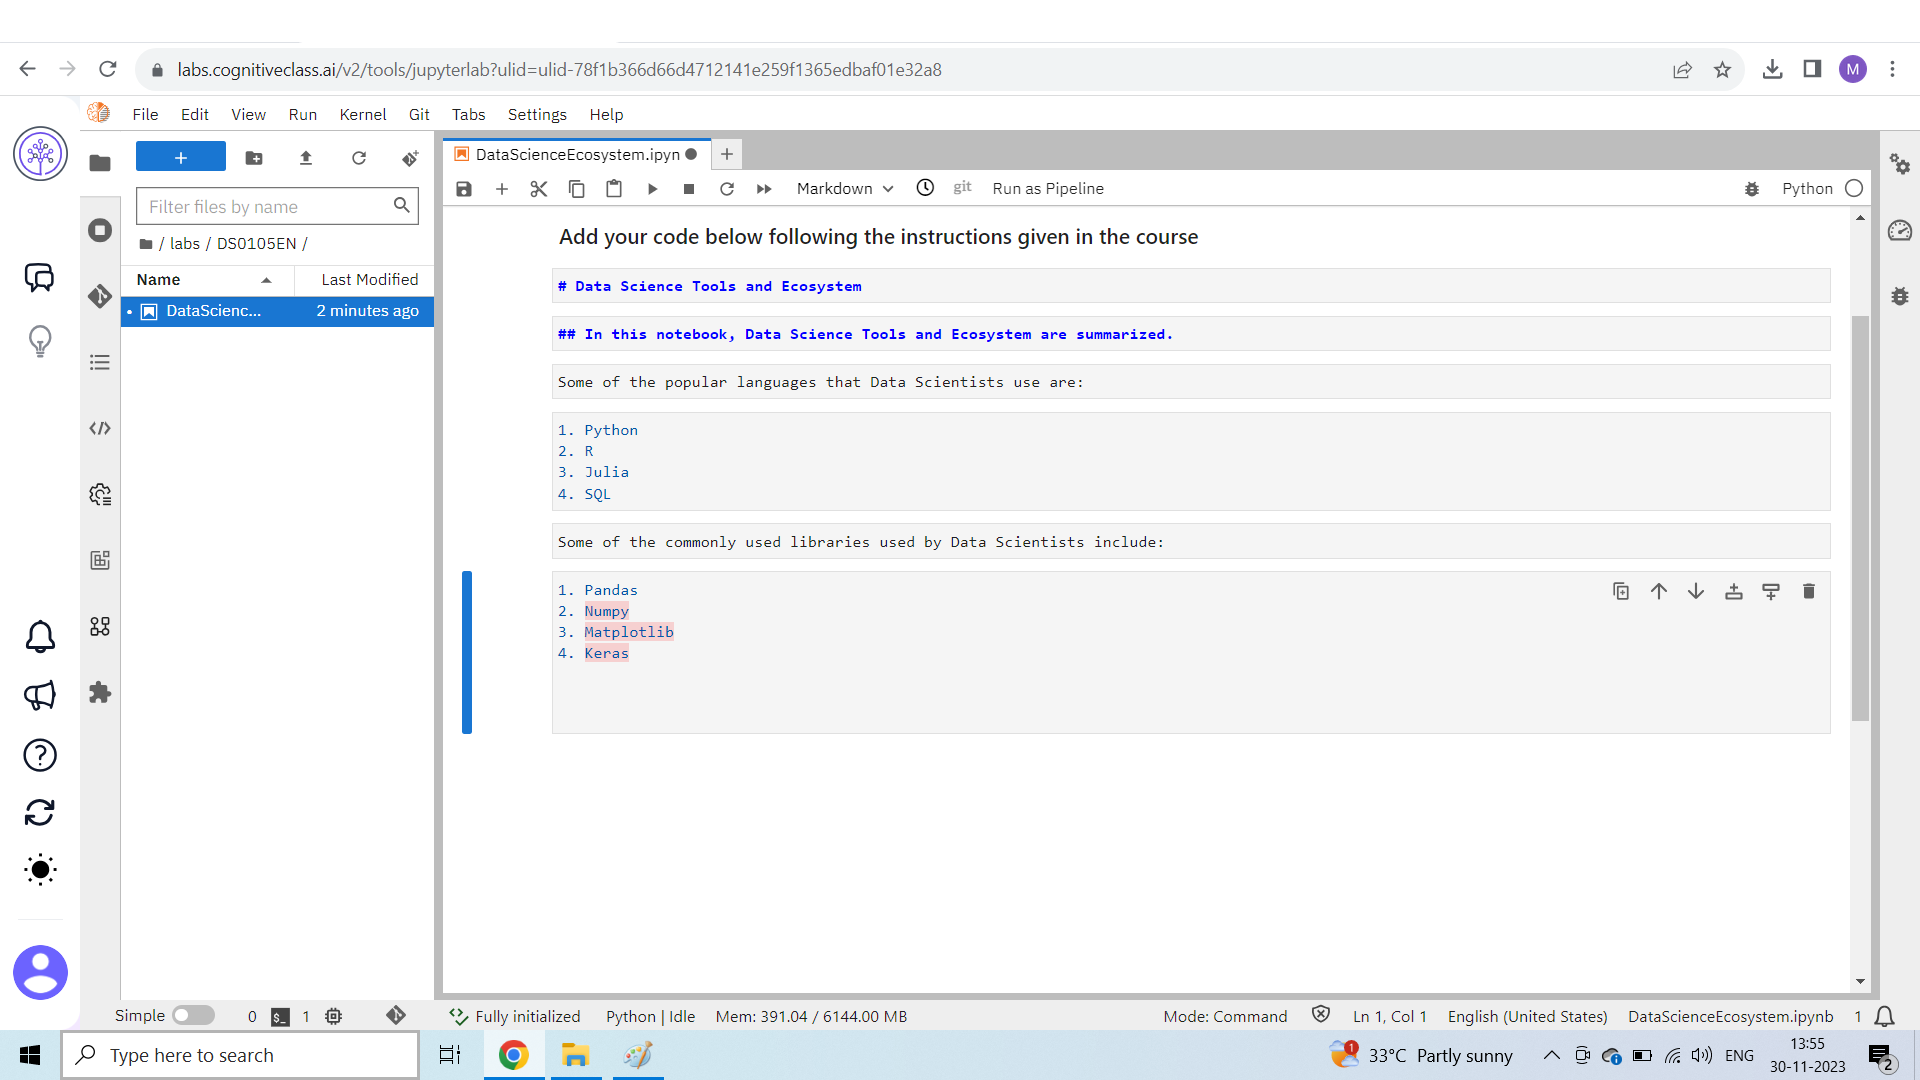 labs.cognitiveclass.ai/v2/tools/jupyterlab?ulid=ulid-78f1b366d66d4712141e259f1365edbaf01e32a8
M
File Edit View Run Kernel Git Tabs Settings Help
+
DataScienceEcosystem.ipyn
Markdown
git
Run as Pipeline
Python
Filter files by name
/ labs / DS0105EN /
Name Last Modified
DataScienc... 2 minutes ago
Add your code below following the instructions given in the course
# Data Science Tools and Ecosystem
## In this notebook, Data Science Tools and Ecosystem are summarized.
Some of the popular languages that Data Scientists use are:
1. Python
2. R
3. Julia
4. SQL
Some of the commonly used libraries used by Data Scientists include:
1. Pandas
2. Numpy
3. Matplotlib
4. Keras
Simple 0 $_ 1 Fully initialized Python | Idle Mem: 391.04 / 6144.00 MB Mode: Command Ln 1, Col 1 English (United States) DataScienceEcosystem.ipynb 1
Type here to search
1
33°C Partly sunny
ENG
13:55
30-11-2023
2